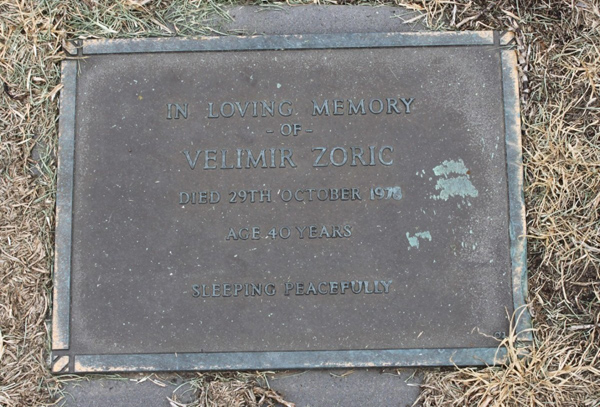 IN LOVING MEMORY
- OF -
VELIMIR ZORIC
DIED 29TH OCTOBER
AGE 40 YEARS
SLEEPING PEACEFULLY